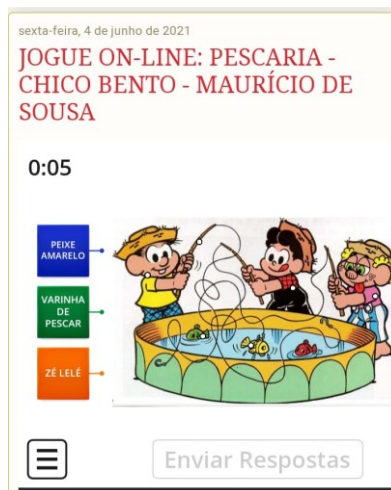 sexta-feira, 4 de junho de 2021
JOGUE ON-LINE: PESCARIA -
CHICO BENTO - MAURÍCIO DE
SOUSA
0:05
PEIXE
AMARELO
VARINHA
DE
PESCAR
ZÉ LELÉ
Enviar Respostas